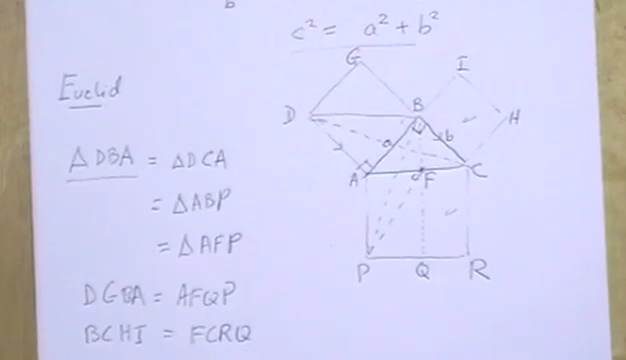 b
c² = a² + b²
Euclid
G
I
D
B
H
a
b
A
c
F
C
P
Q
R
ΔDBA = ΔDCA
= ΔABP
= ΔAFP
DGBA = AFQP
BCHI = FCRQ